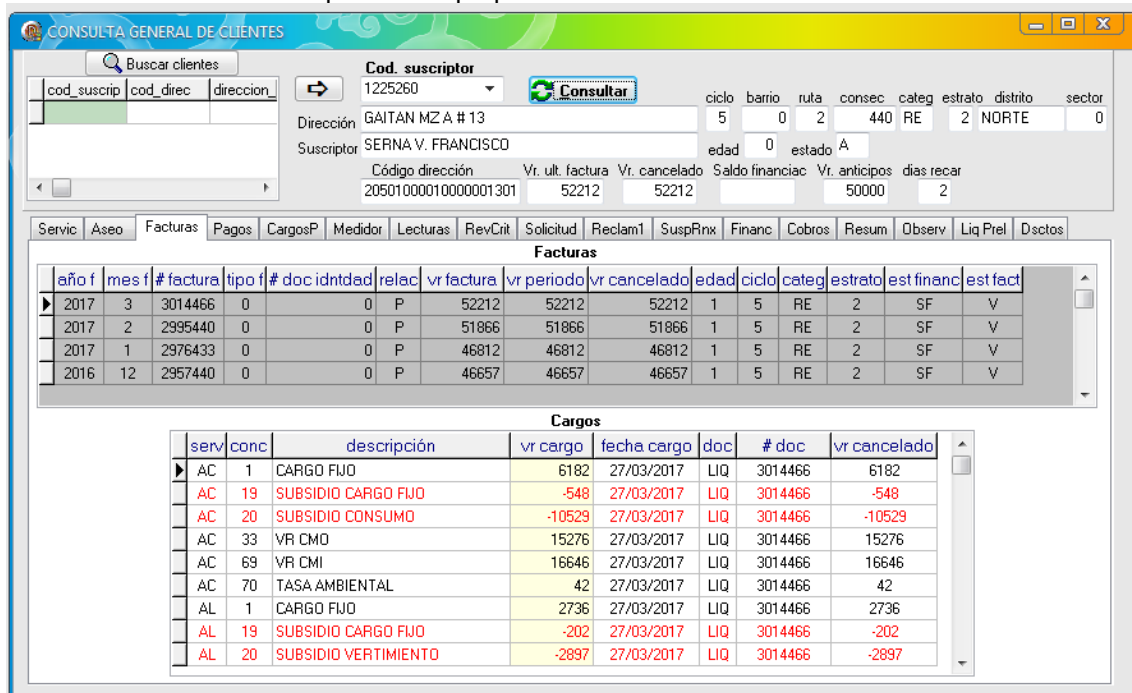 CONSULTA GENERAL DE CLIENTES
Buscar clientes
cod_suscrip cod_direc direccion_
Cod. suscriptor
1225260 Consultar
ciclo barrio ruta consec categ estrato distrito sector
Dirección GAITAN MZ A # 13 5 0 2 440 RE 2 NORTE 0
Suscriptor SERNA V. FRANCISCO edad 0 estado A
Código dirección Vr. ult. factura Vr. cancelado Saldo financiac Vr. anticipos dias recar
20501000010000001301 52212 52212 50000 2
Servic Aseo Facturas Pagos CargosP Medidor Lecturas RevCrit Solicitud Reclam1 SuspRnx Financ Cobros Resum Observ Liq Prel Dsctos
Facturas
año f mes f # factura tipo f # doc idntdad relac vr factura vr periodo vr cancelado edad ciclo categ estrato est financ est fact
2017 3 3014466 0 0 P 52212 52212 52212 1 5 RE 2 SF V
2017 2 2995440 0 0 P 51866 51866 51866 1 5 RE 2 SF V
2017 1 2976433 0 0 P 46812 46812 46812 1 5 RE 2 SF V
2016 12 2957440 0 0 P 46657 46657 46657 1 5 RE 2 SF V
Cargos
serv conc descripción vr cargo fecha cargo doc # doc vr cancelado
AC 1 CARGO FIJO 6182 27/03/2017 LIQ 3014466 6182
AC 19 SUBSIDIO CARGO FIJO -548 27/03/2017 LIQ 3014466 -548
AC 20 SUBSIDIO CONSUMO -10529 27/03/2017 LIQ 3014466 -10529
AC 33 VR CMO 15276 27/03/2017 LIQ 3014466 15276
AC 69 VR CMI 16646 27/03/2017 LIQ 3014466 16646
AC 70 TASA AMBIENTAL 42 27/03/2017 LIQ 3014466 42
AL 1 CARGO FIJO 2736 27/03/2017 LIQ 3014466 2736
AL 19 SUBSIDIO CARGO FIJO -202 27/03/2017 LIQ 3014466 -202
AL 20 SUBSIDIO VERTIMIENTO -2897 27/03/2017 LIQ 3014466 -2897